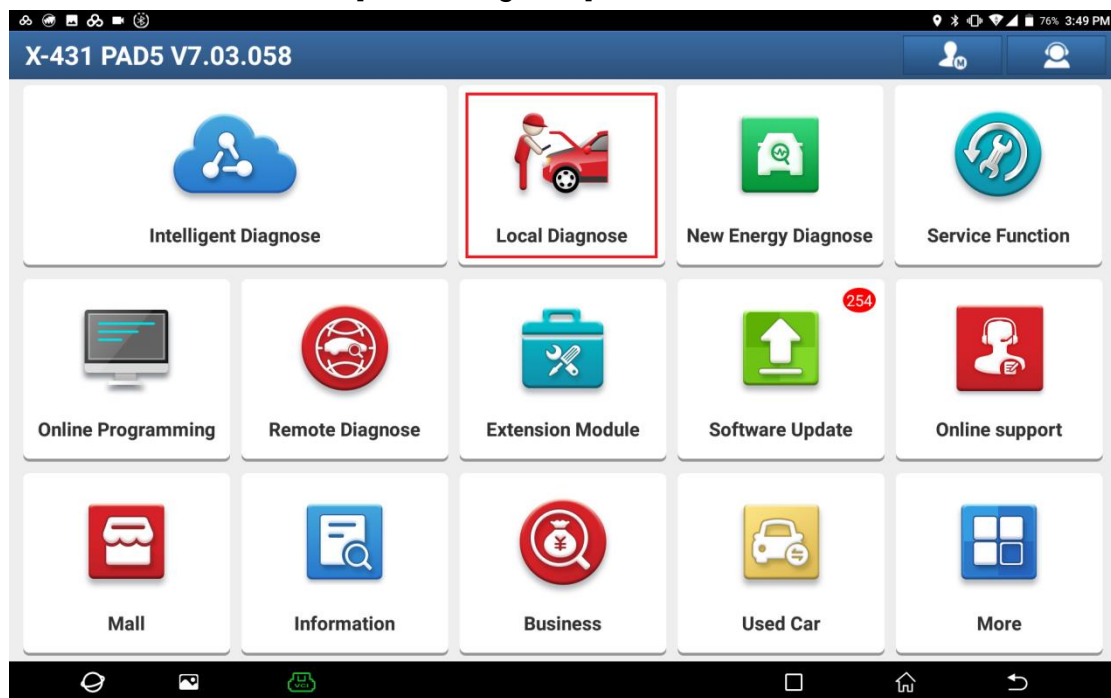 76% 3:49 PM
X-431 PAD5 V7.03.058
M
Intelligent Diagnose
Local Diagnose
New Energy Diagnose
Service Function
254
Online Programming
Remote Diagnose
Extension Module
Software Update
Online support
¥
Mall
Information
Business
Used Car
More
VCI